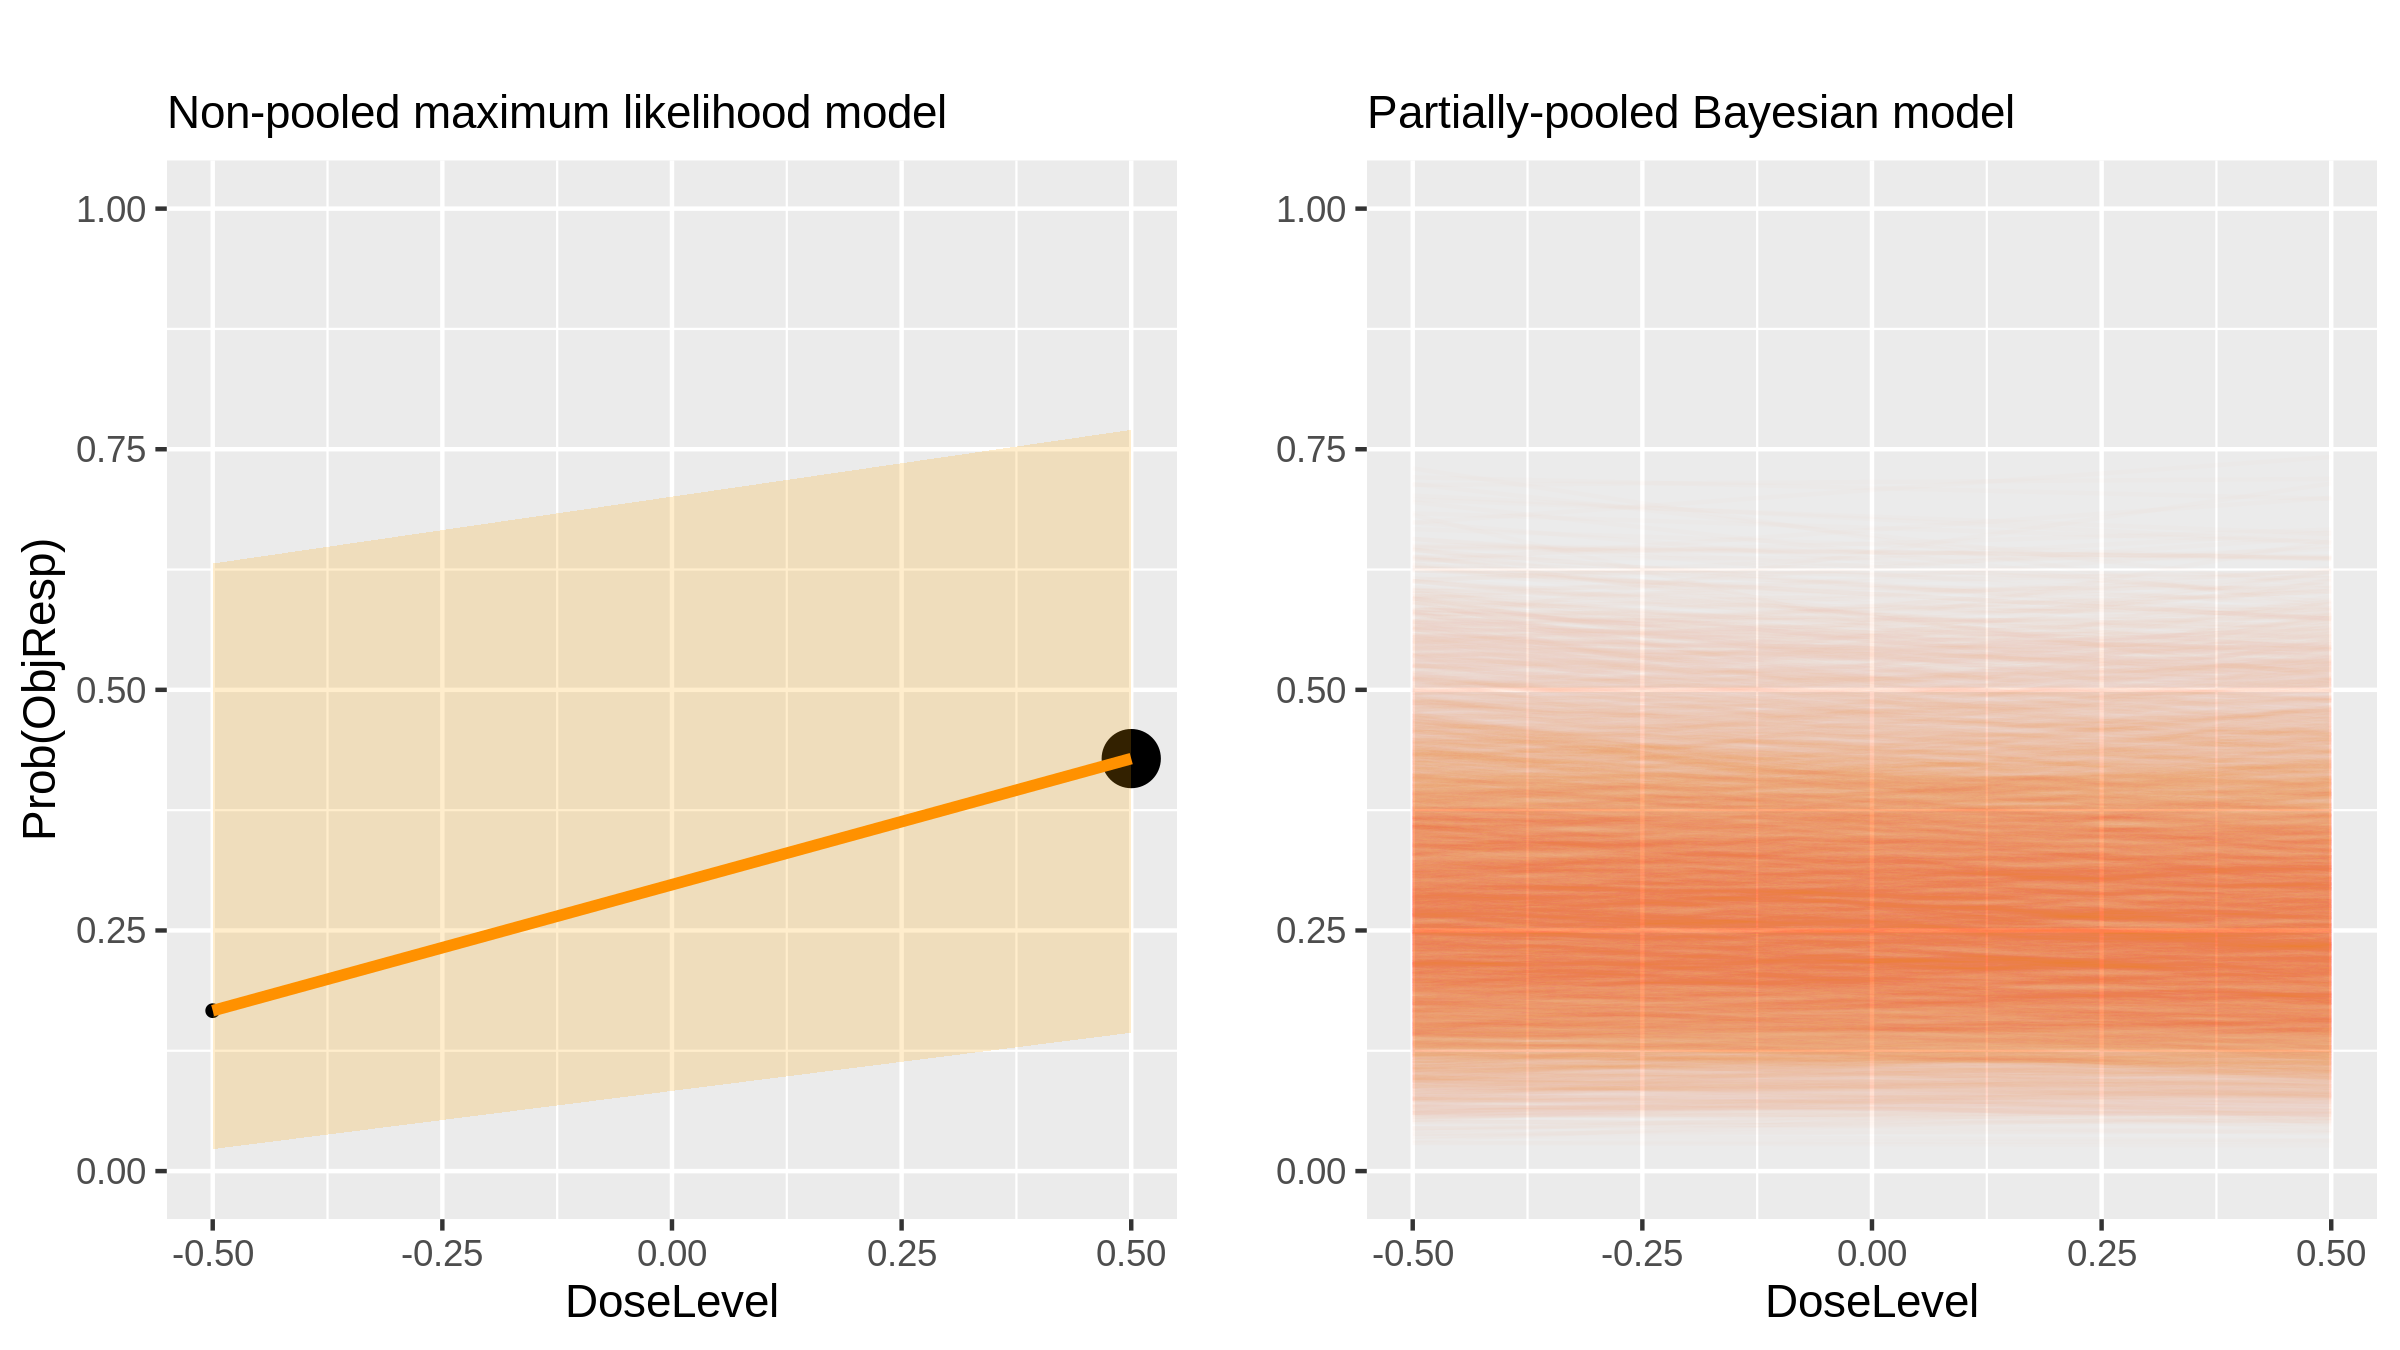 Non-pooled maximum likelihood model
Prob(ObjResp)
1.00
0.75
0.50
0.25
0.00
-0.50 -0.25 0.00 0.25 0.50
DoseLevel
Partially-pooled Bayesian model
1.00
0.75
0.50
0.25
0.00
-0.50 -0.25 0.00 0.25 0.50
DoseLevel